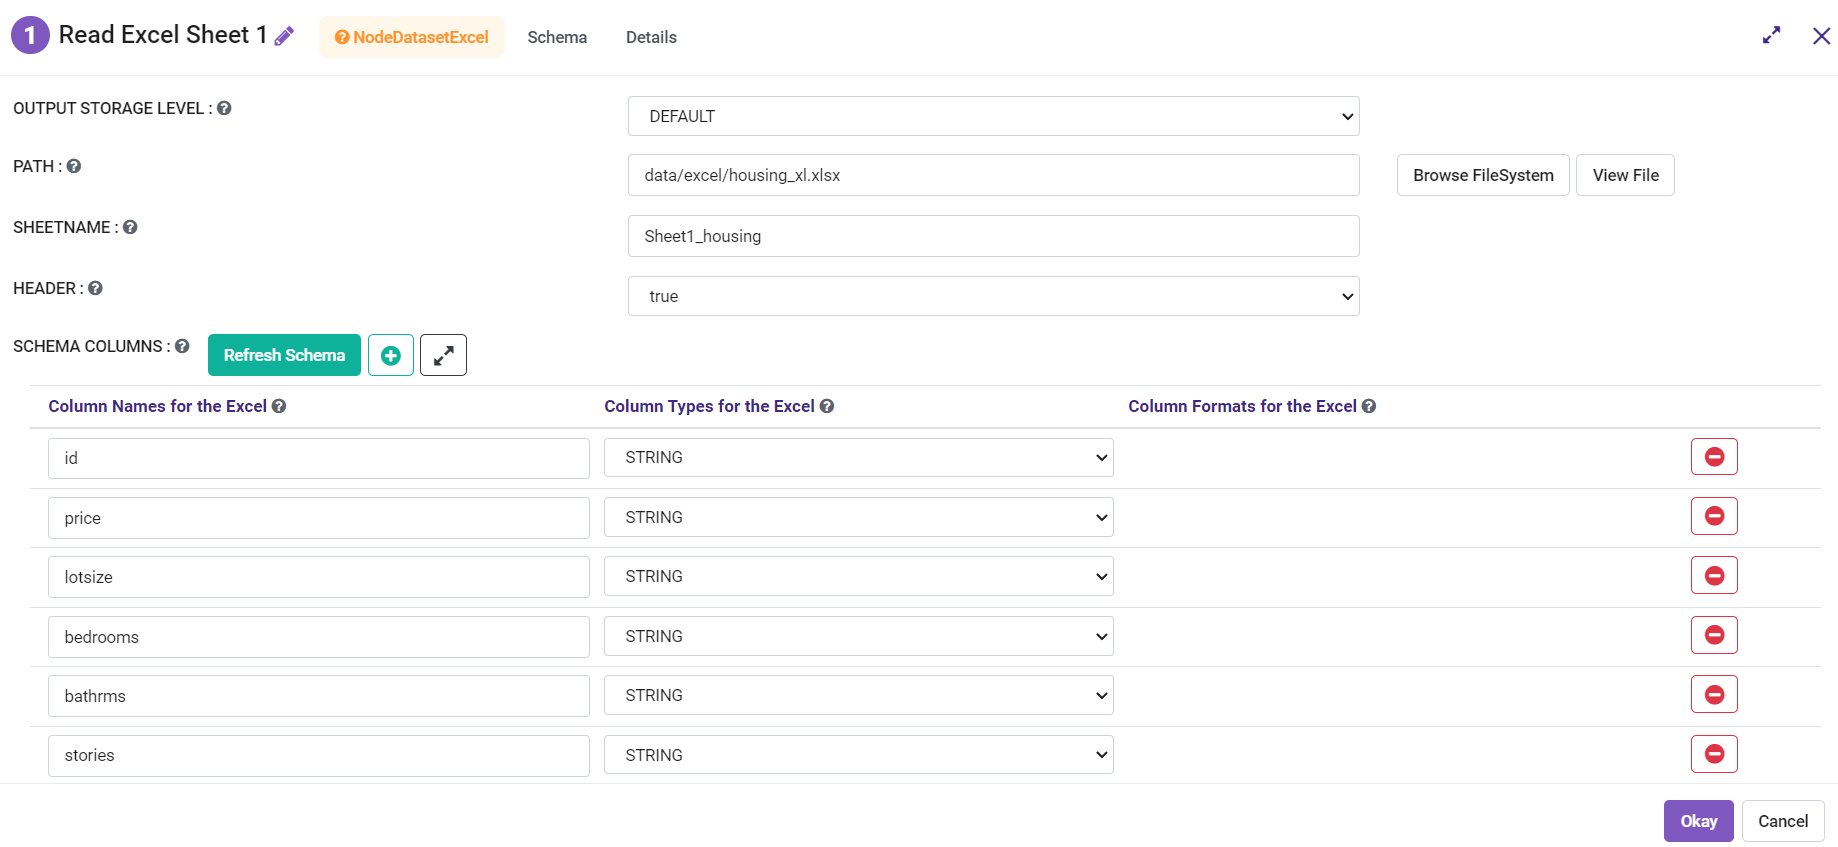 1 Read Excel Sheet 1 NodeDatasetExcel Schema Details
OUTPUT STORAGE LEVEL : DEFAULT
PATH : data/excel/housing_xl.xlsx Browse FileSystem View File
SHEETNAME : Sheet1_housing
HEADER : true
SCHEMA COLUMNS : Refresh Schema
Column Names for the Excel Column Types for the Excel Column Formats for the Excel
id STRING
price STRING
lotsize STRING
bedrooms STRING
bathrms STRING
stories STRING
Okay Cancel